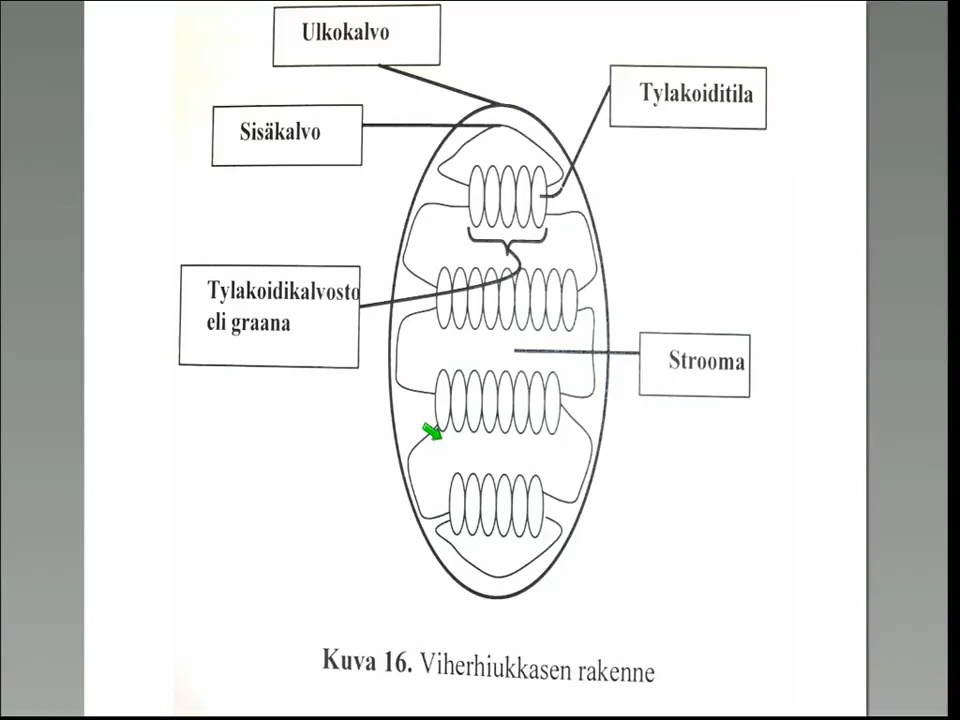 Ulkokalvo
Tylakoiditila
Sisäkalvo
Tylakoidikalvosto
eli graana
Strooma
Kuva 16. Viherhiukkasen rakenne